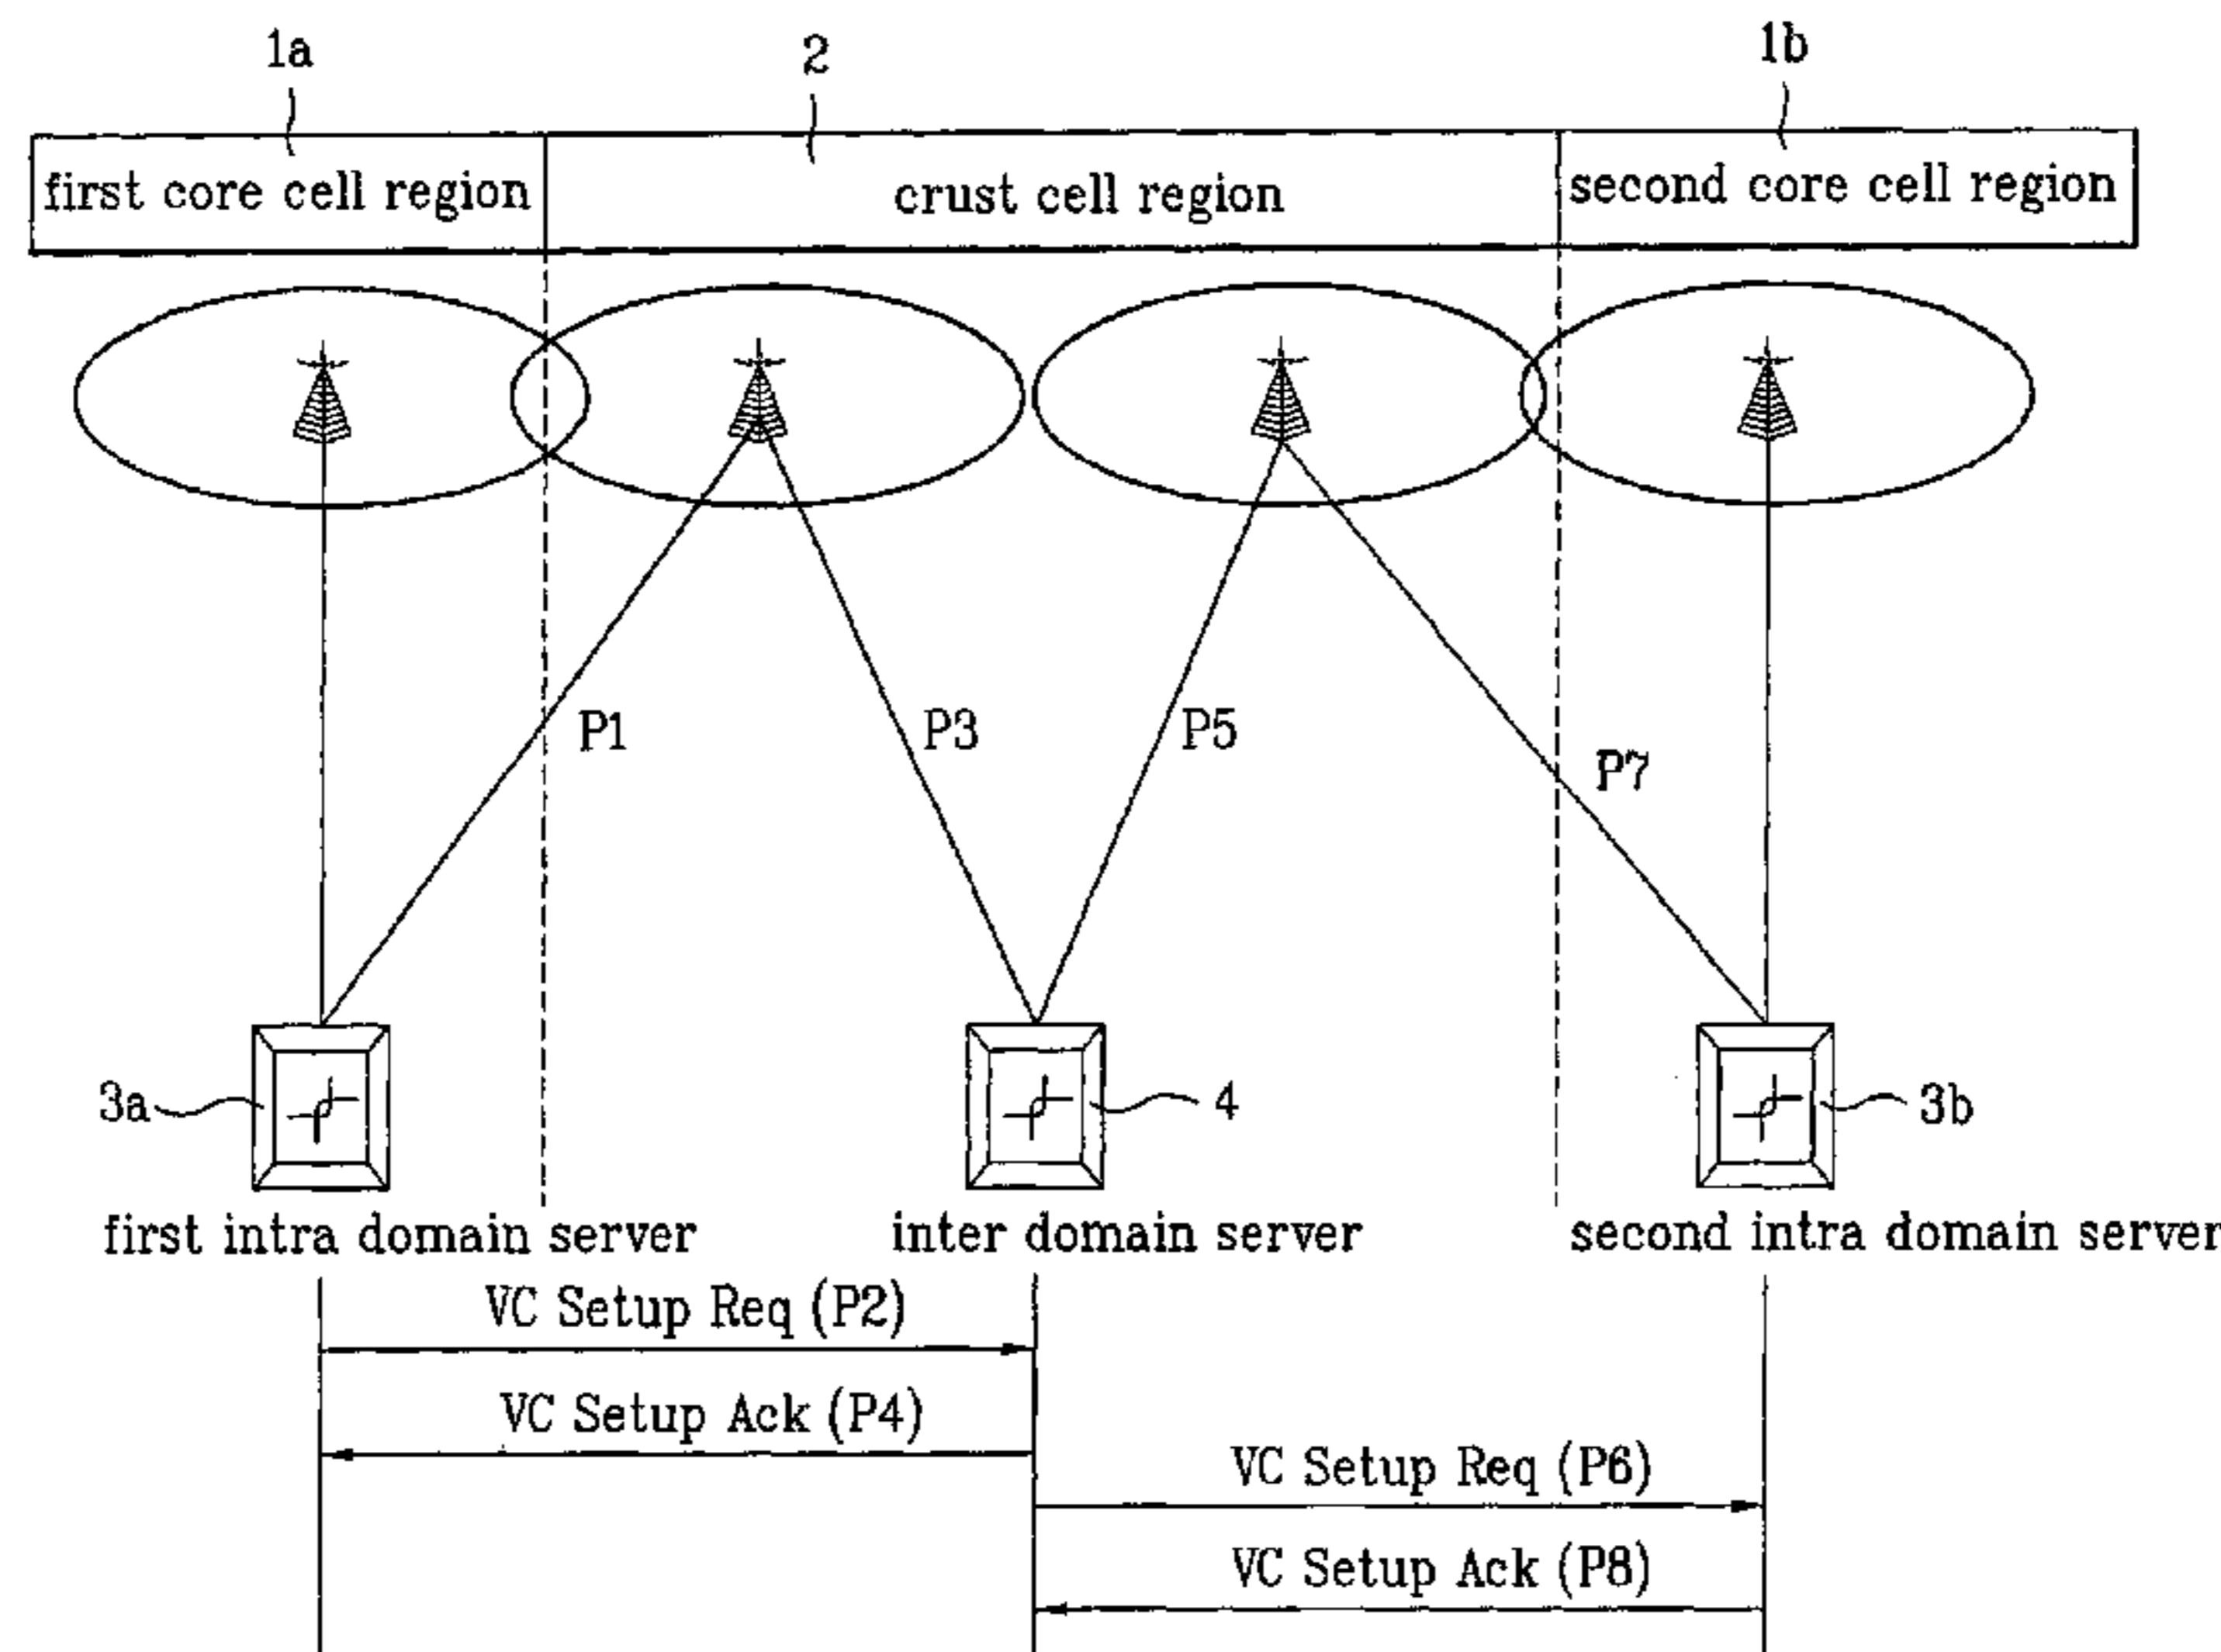 1a
2
1b
first core cell region
crust cell region
second core cell region
P1
P3
P5
P7
3a
4
3b
first intra domain server
inter domain server
second intra domain server
VC Setup Req (P2)
VC Setup Ack (P4)
VC Setup Req (P6)
VC Setup Ack (P8)